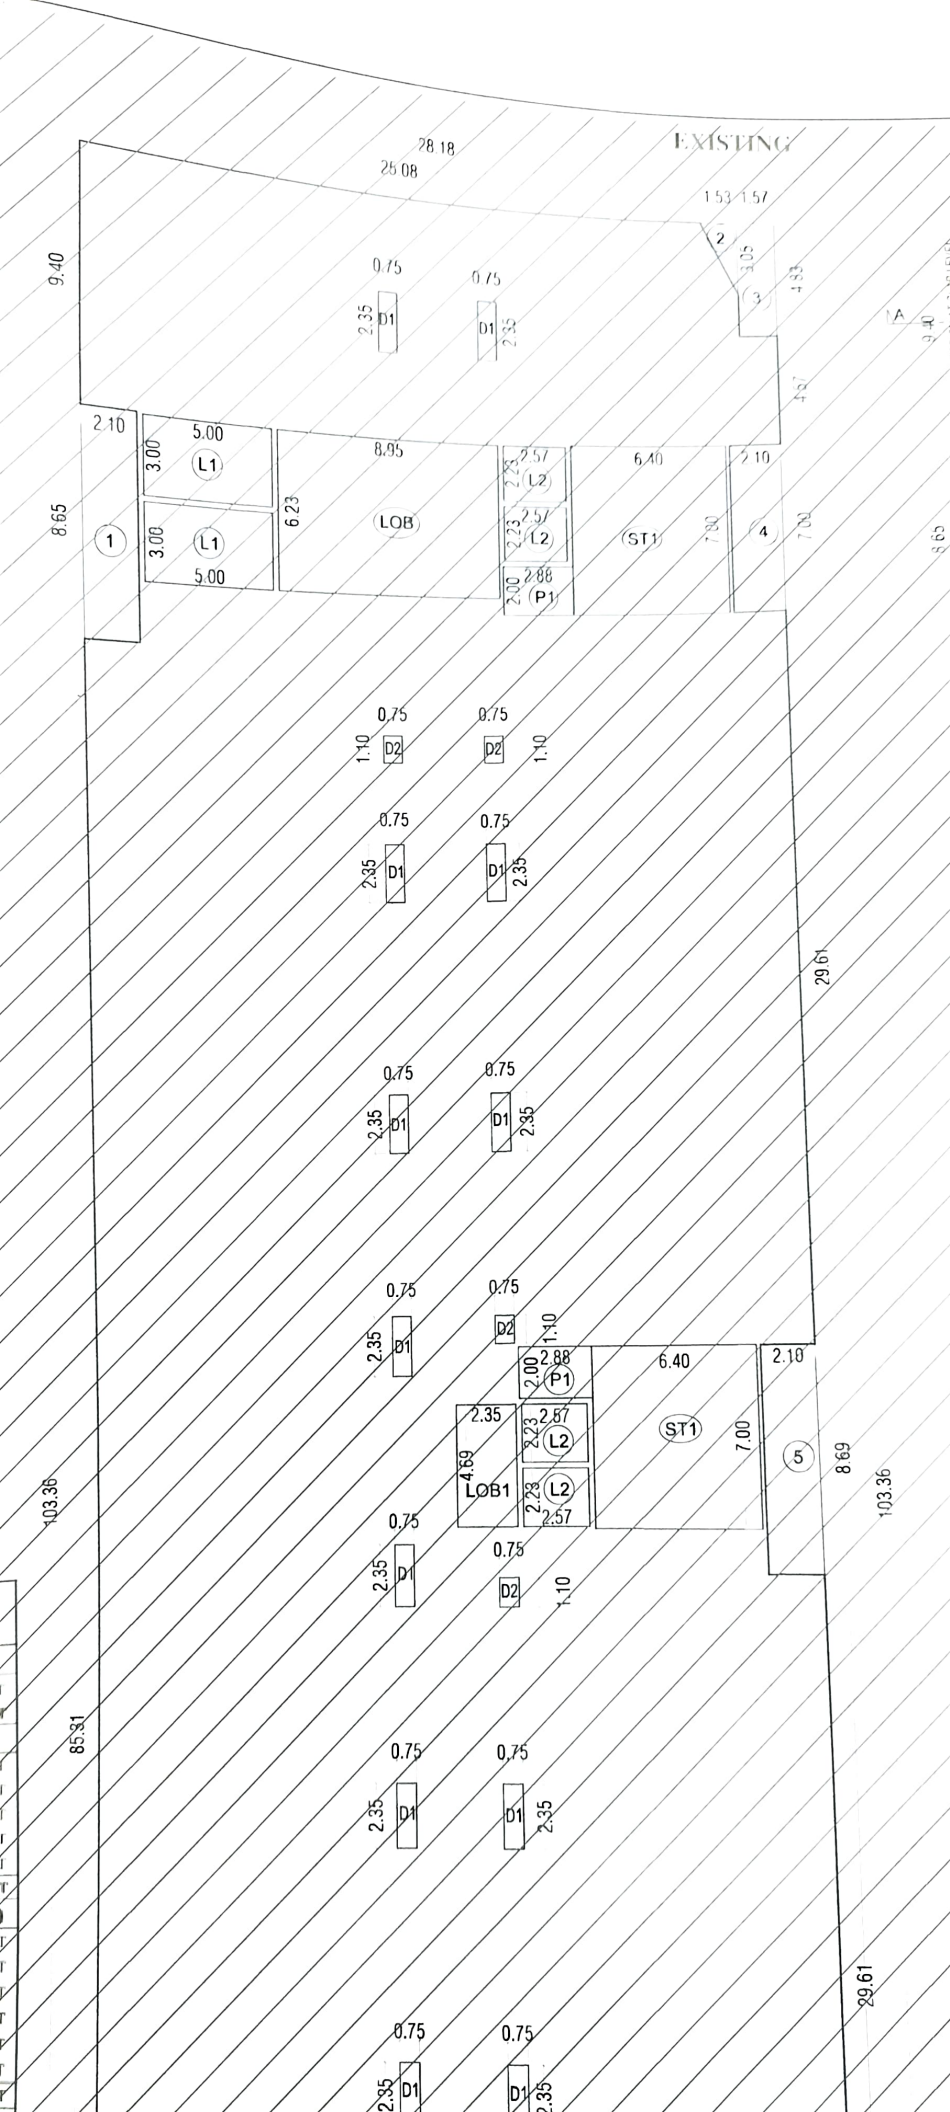 28.18
25.08
EXISTING
1.53 1.57
2
3.05
4.83
3
9.40
0.75
0.75
2.35
D1
D1
2.35
A
9.40
4.67
2.10
5.00
8.95
2.57
6.40
2.10
3.00
L1
2.23
L2
8.65
1
6.23
LOB
2.57
2.23
L2
ST1
4
7.00
8.65
3.00
L1
5.00
2.88
2.00
P1
0.75
0.75
1.10
D2
D2
1.10
0.75
0.75
2.35
D1
D1
2.35
29.61
0.75
0.75
2.35
D1
D1
2.35
0.75
0.75
2.35
D1
D2
1.10
2.88
2.00
P1
6.40
2.10
2.35
2.57
2.23
L2
ST1
7.00
5
8.69
4.69
LOB1
2.23
L2
2.57
103.36
103.36
0.75
2.35
D1
0.75
D2
1.10
85.31
0.75
0.75
2.35
D1
D1
2.35
29.61
0.75
0.75
2.35
D1
D1
2.35